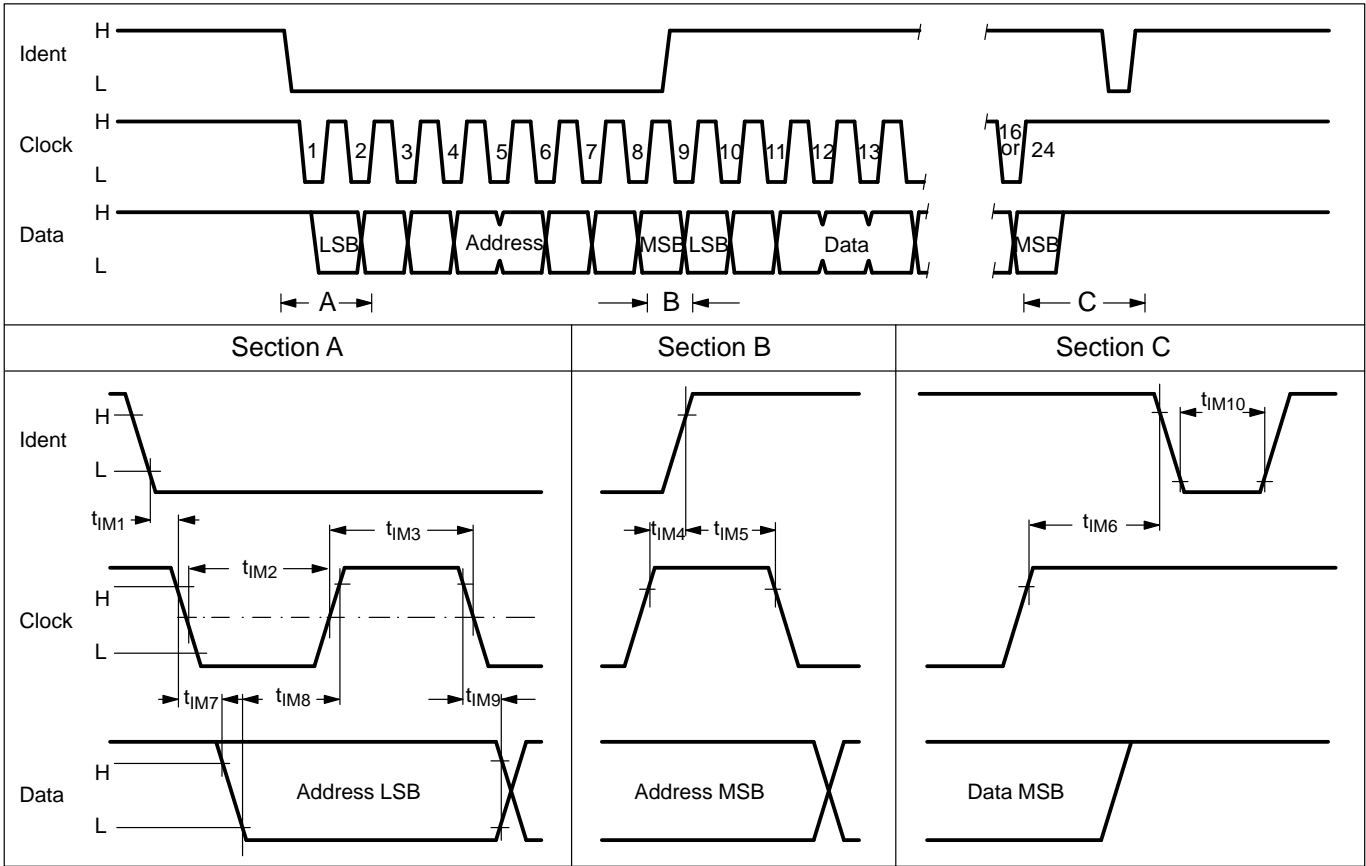 H
Ident
L
H
Clock
L
1 2 3 4 5 6 7 8 9 10 11 12 13
16
or 24
H
Data
L
LSB Address MSB LSB Data MSB
A B C
Section A Section B Section C
H
Ident
L
tIM10
tIM1 tIM3 tIM4 tIM5 tIM6
tIM2
H
Clock
L
tIM7 tIM8 tIM9
H
Data
L
Address LSB Address MSB Data MSB